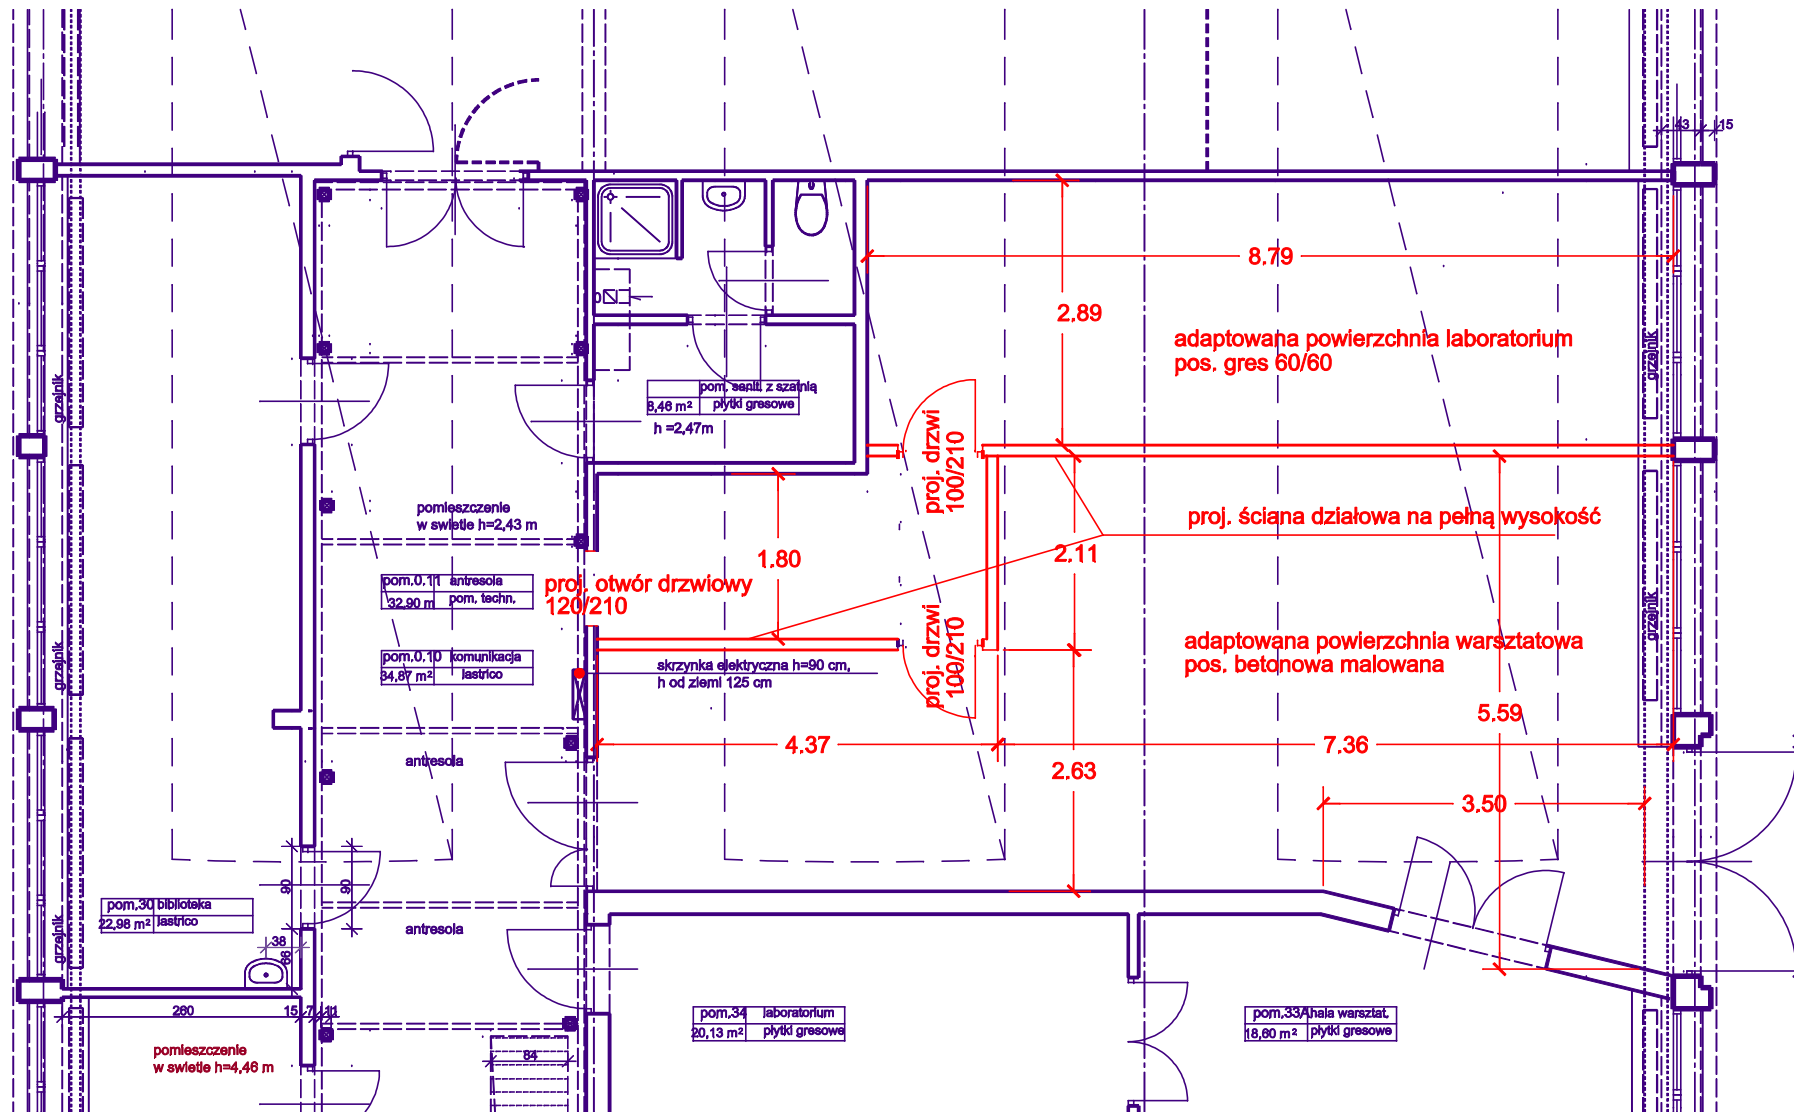 43
15
8.79
2.89
adaptowana powierzchnia laboratorium
pos. gres 60/60
grzejnik
grzejnik
pom. sanit. z szatnią
8,46 m²
płytki gresowe
h =2,47m
proj. drzwi
100/210
pomieszczenie
w swietle h=2,43 m
proj. ściana działowa na pełną wysokość
1.80
2.11
pom.0.11
antresola
32,90 m
pom. techn.
proj. otwór drzwiowy
120/210
proj. drzwi
100/210
grzejnik
grzejnik
adaptowana powierzchnia warsztatowa
pos. betonowa malowana
pom.0.10
komunikacja
34,87 m²
lastrico
skrzynka elektryczna h=90 cm,
h od ziemi 125 cm
5.59
4.37
7.36
antresola
2.63
3.50
90
90
pom.30
biblioteka
22,98 m²
lastrico
antresola
grzejnik
38
66
260
15
7
11
pom.34
laboratorium
20,13 m²
płytki gresowe
pom.33A
hala warsztat.
18,60 m²
płytki gresowe
pomieszczenie
w swietle h=4,46 m
84